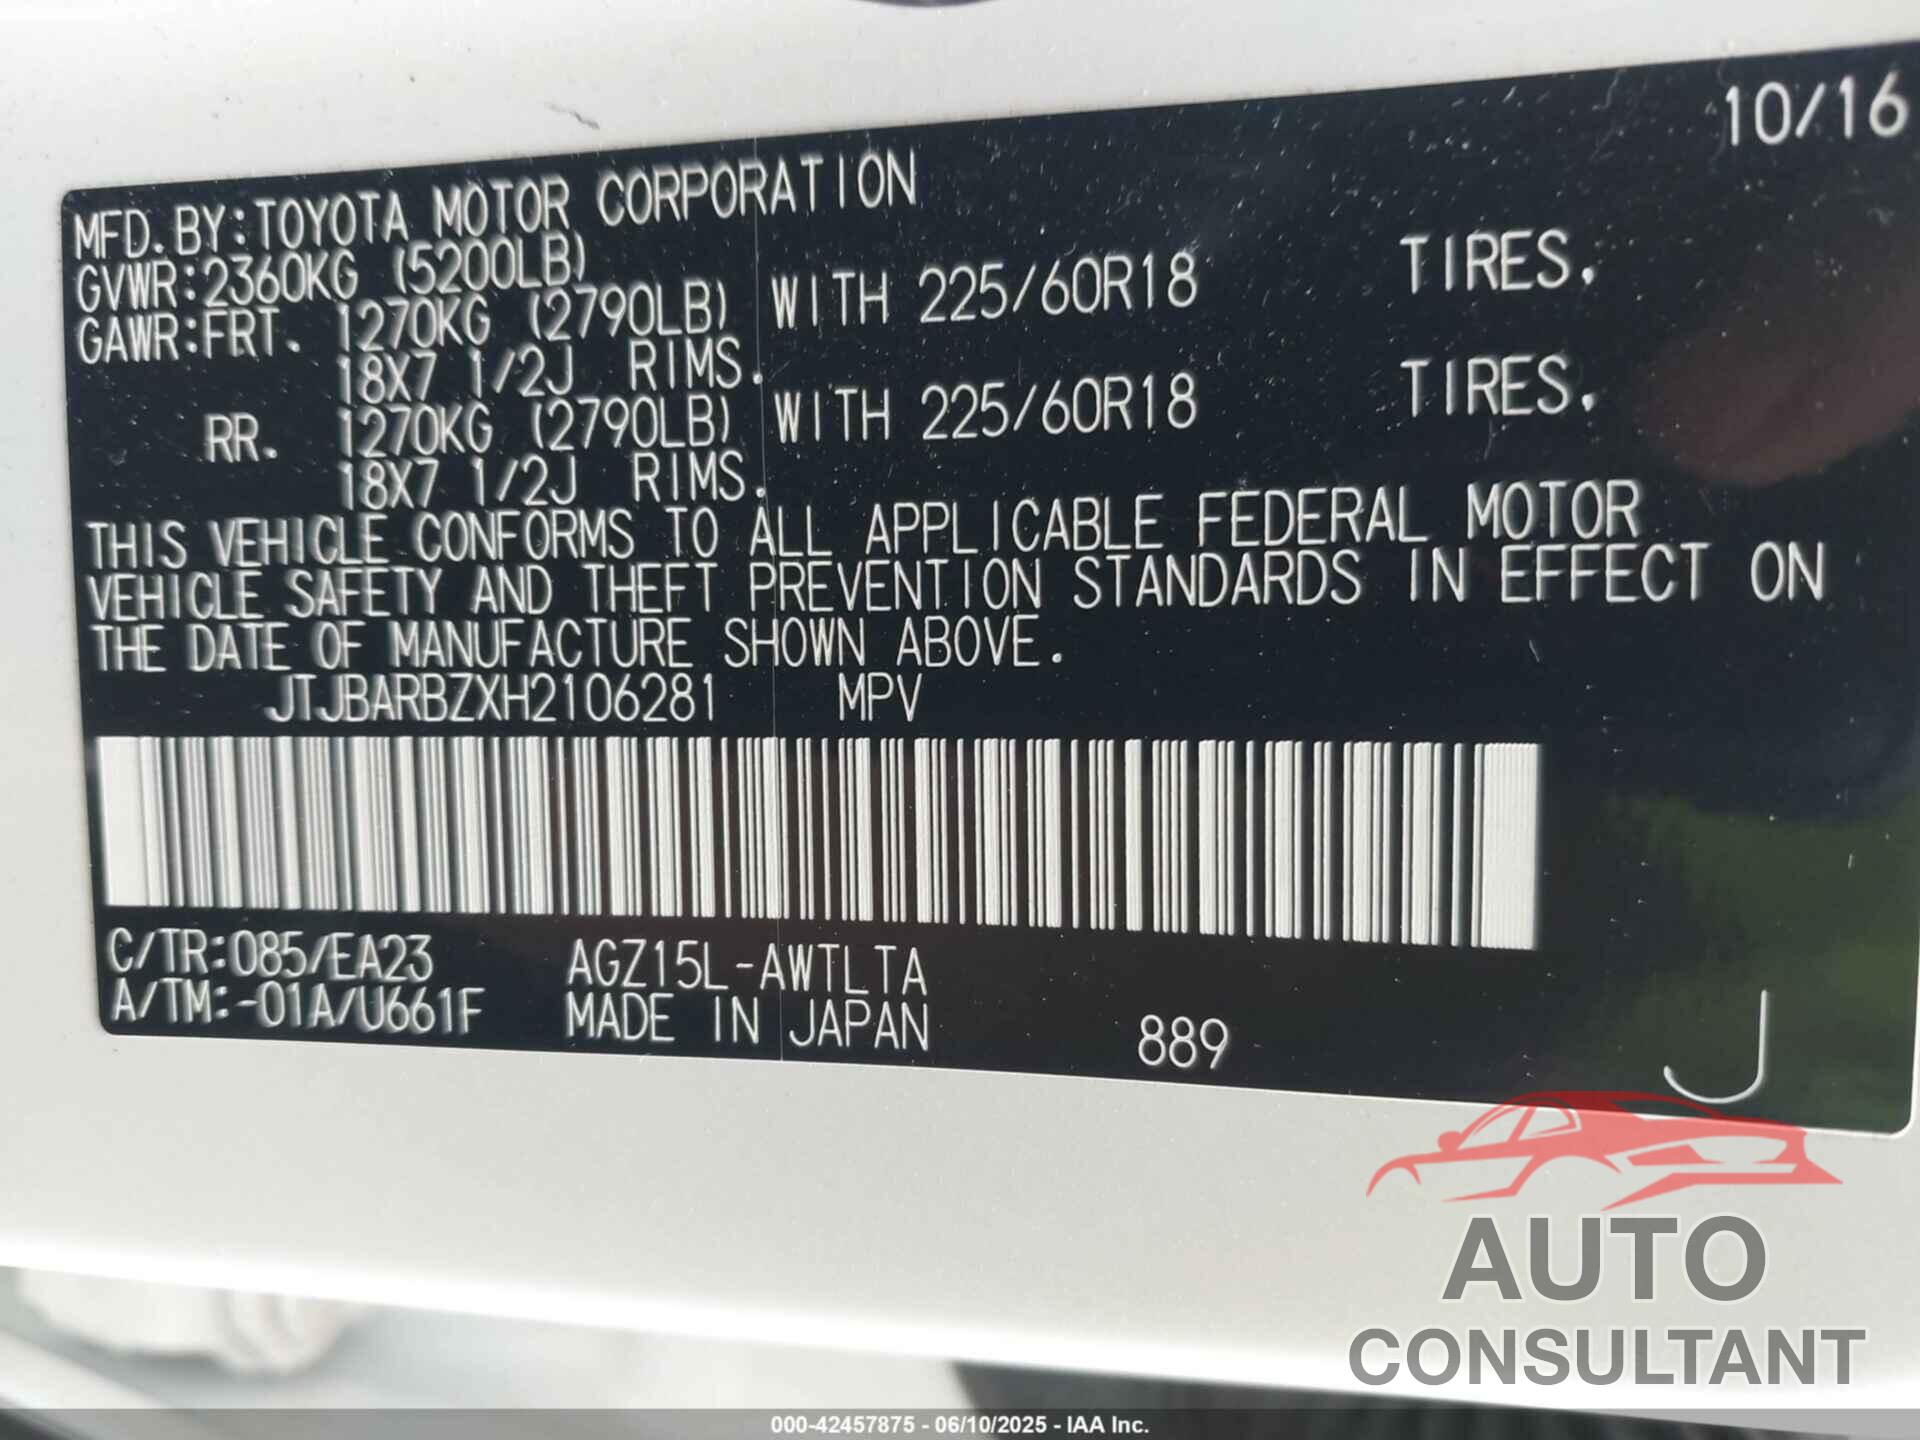 10/16
MFD. BY:TOYOTA MOTOR CORPORATION
GVWR:2360KG (5200LB)
GAWR:FRT. 1270KG (2790LB) WITH 225/60R18 TIRES.
18X7 1/2J RIMS.
RR. 1270KG (2790LB) WITH 225/60R18 TIRES.
18X7 1/2J RIMS.
THIS VEHICLE CONFORMS TO ALL APPLICABLE FEDERAL MOTOR
VEHICLE SAFETY AND THEFT PREVENTION STANDARDS IN EFFECT ON
THE DATE OF MANUFACTURE SHOWN ABOVE.
JTJBARBZXH2106281 MPV
C/TR:085/EA23 AGZ15L-AWTLTA
A/TM:-01A/U661F MADE IN JAPAN 889
J
AUTO
CONSULTANT
000-42457875 - 06/10/2025 - IAA Inc.